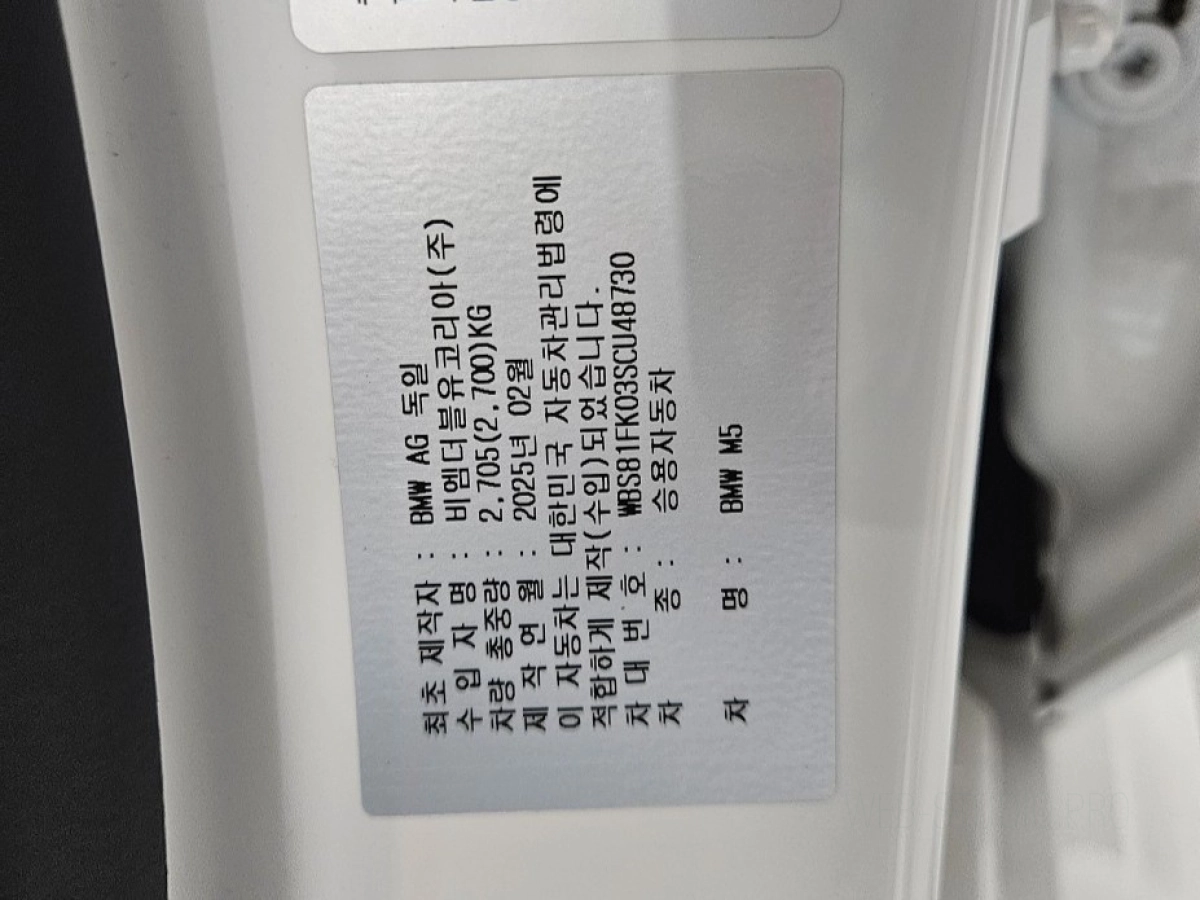 최초 제작자 : BMW AG 독일
수 입 자 명 : 비엠더블유코리아(주)
차량 총중량 : 2,705(2,700)KG
제 작 연 월 : 2025년 02월
이 자동차는 대한민국 자동차관리법령에
적합하게 제작(수입)되었습니다.
차 대 번 호 : WBS81FK03SCU48730
차 종 : 승용자동차
차 명 : BMW M5